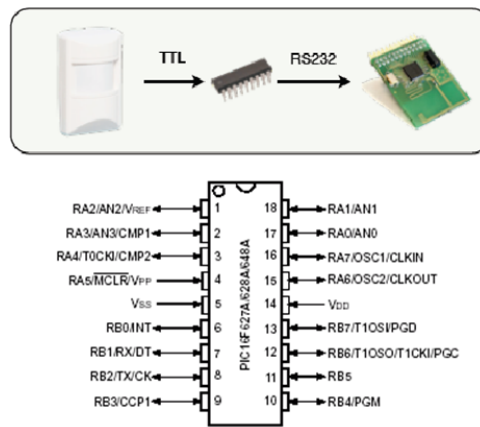 TTL
RS232
RA2/AN2/VREF 1 18 RA1/AN1
RA3/AN3/CMP1 2 17 RA0/AN0
RA4/T0CKI/CMP2 3 16 RA7/OSC1/CLKIN
RA5/MCLR/VPP 4 15 RA6/OSC2/CLKOUT
VSS 5 14 VDD
RB0/INT 6 13 RB7/T1OSI/PGD
RB1/RX/DT 7 12 RB6/T1OSO/T1CKI/PGC
RB2/TX/CK 8 11 RB5
RB3/CCP1 9 10 RB4/PGM
PIC16F627A/628A/648A